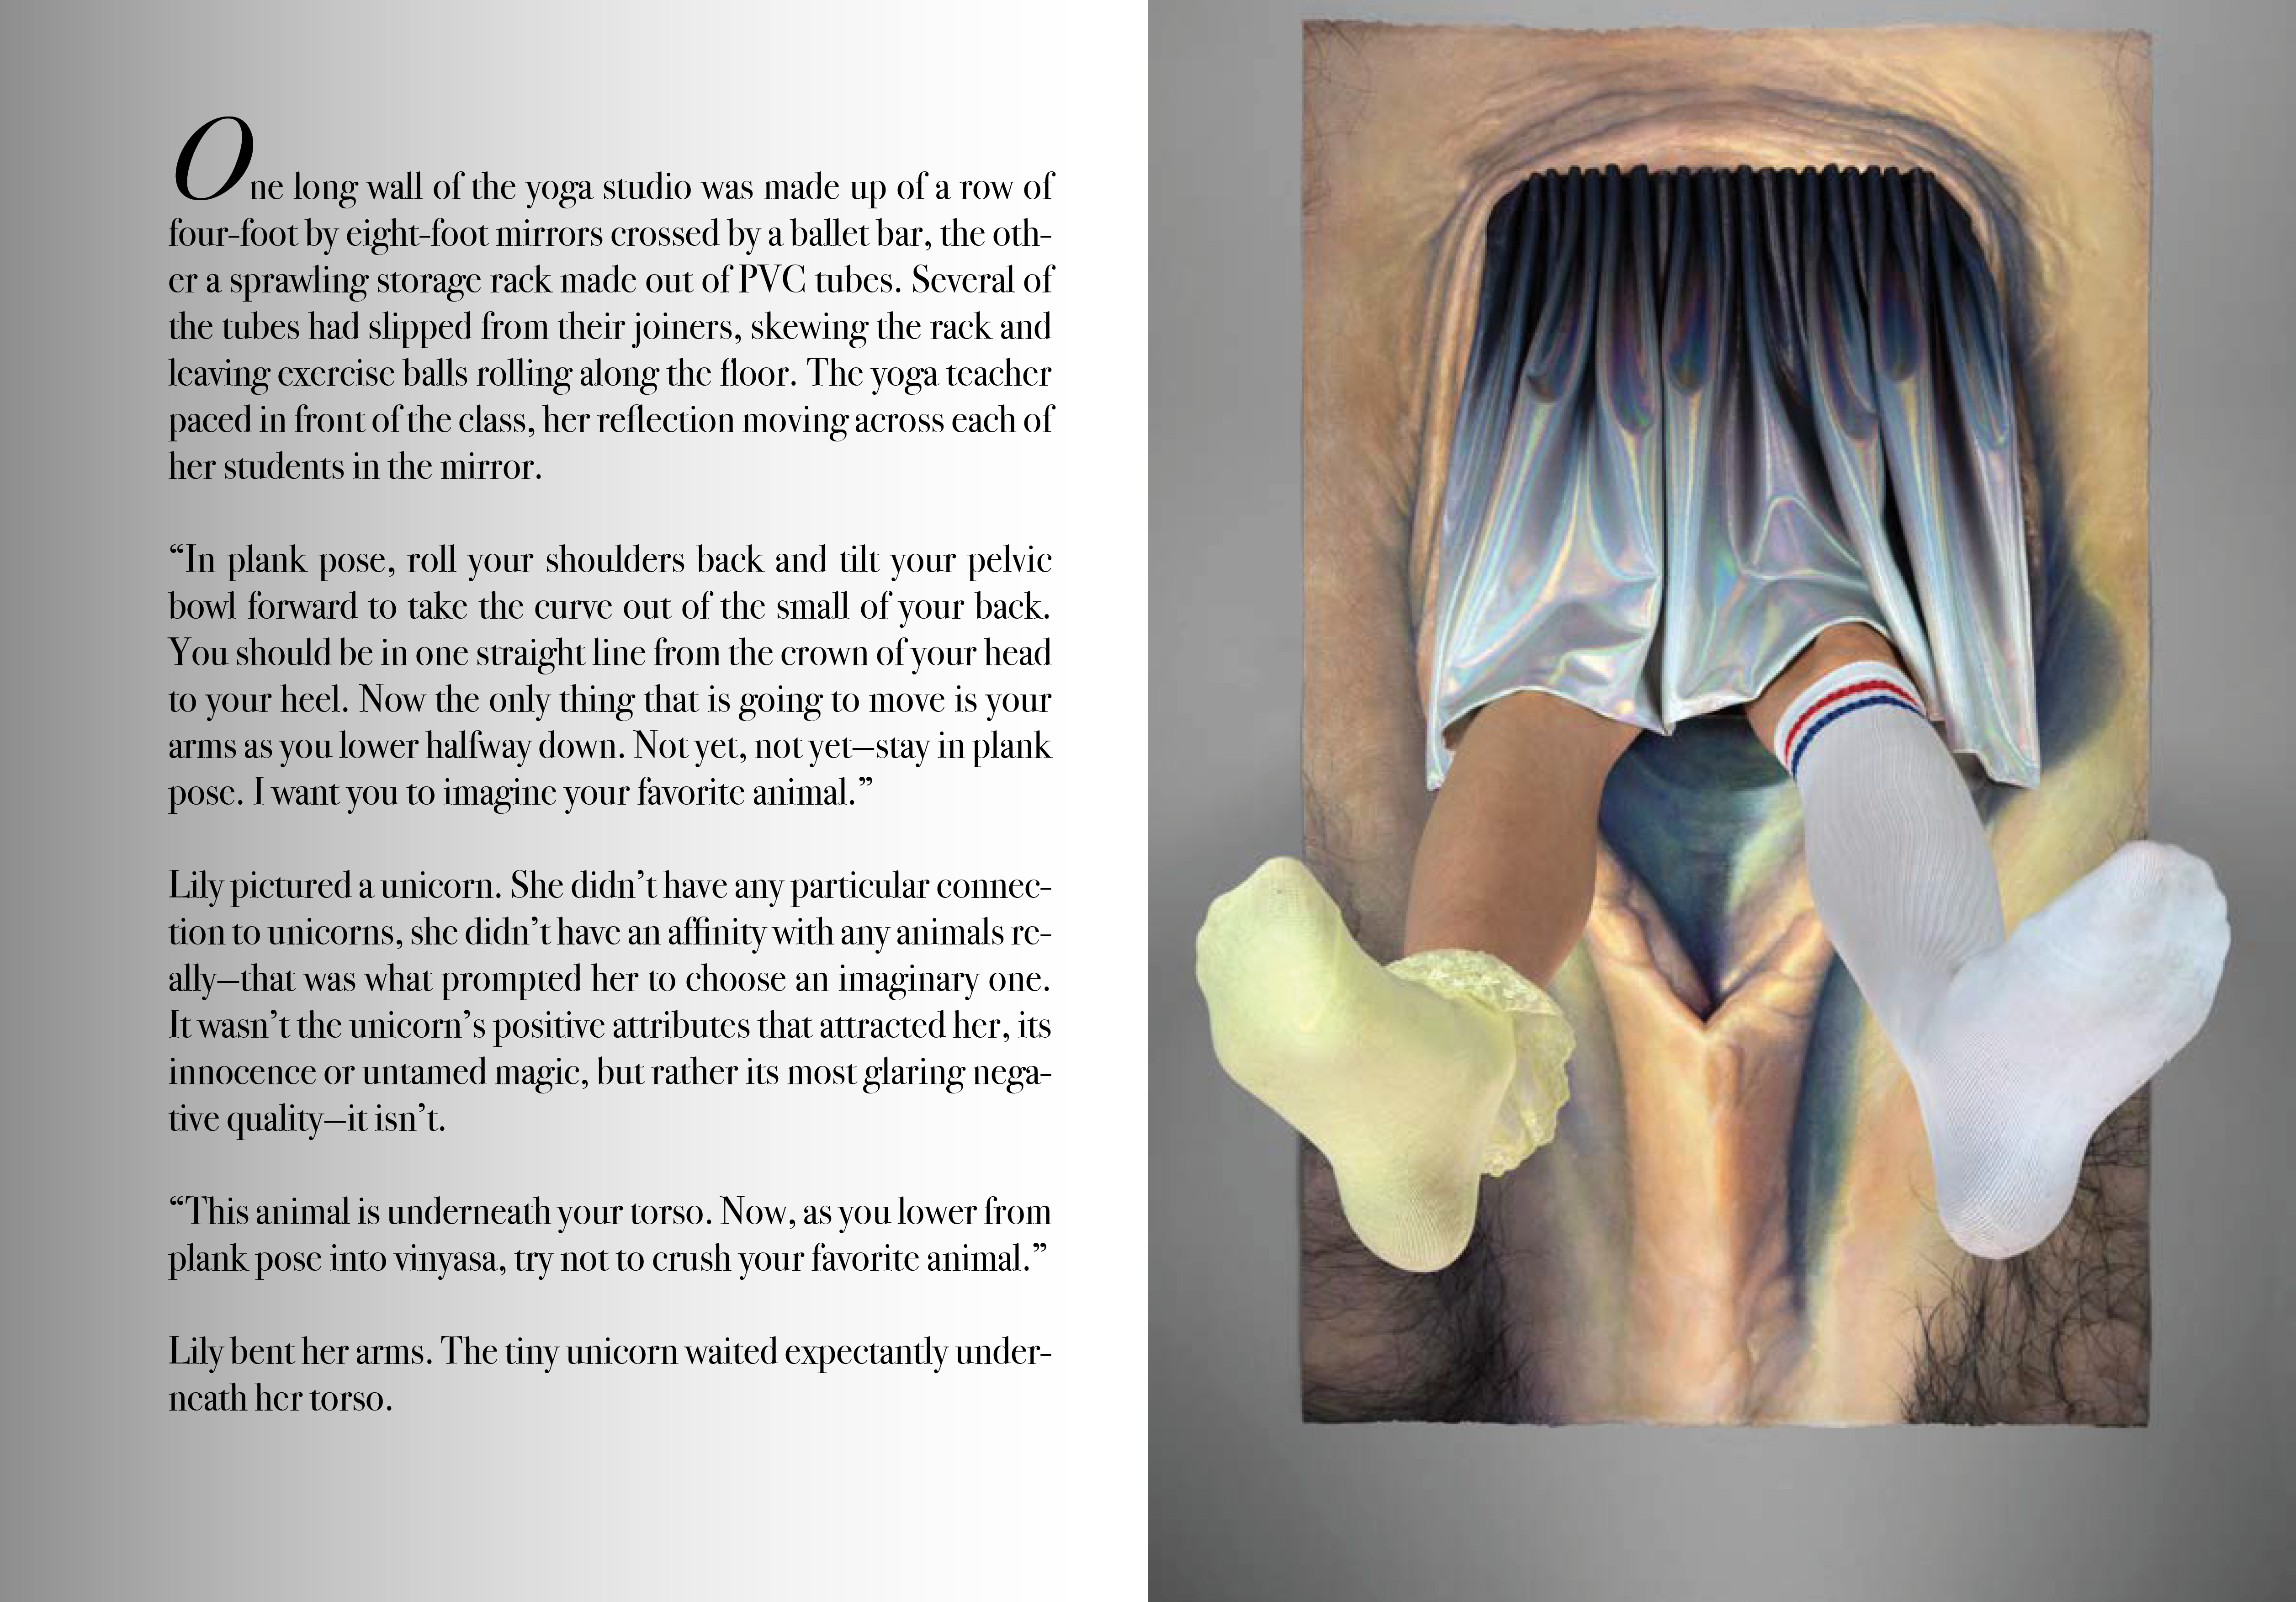 One long wall of the yoga studio was made up of a row of
four-foot by eight-foot mirrors crossed by a ballet bar, the oth-
er a sprawling storage rack made out of PVC tubes. Several of
the tubes had slipped from their joiners, skewing the rack and
leaving exercise balls rolling along the floor. The yoga teacher
paced in front of the class, her reflection moving across each of
her students in the mirror.
“In plank pose, roll your shoulders back and tilt your pelvic
bowl forward to take the curve out of the small of your back.
You should be in one straight line from the crown of your head
to your heel. Now the only thing that is going to move is your
arms as you lower halfway down. Not yet, not yet—stay in plank
pose. I want you to imagine your favorite animal.”
Lily pictured a unicorn. She didn’t have any particular connec-
tion to unicorns, she didn’t have an affinity with any animals re-
ally—that was what prompted her to choose an imaginary one.
It wasn’t the unicorn’s positive attributes that attracted her, its
innocence or untamed magic, but rather its most glaring nega-
tive quality—it isn’t.
“This animal is underneath your torso. Now, as you lower from
plank pose into vinyasa, try not to crush your favorite animal.”
Lily bent her arms. The tiny unicorn waited expectantly under-
neath her torso.